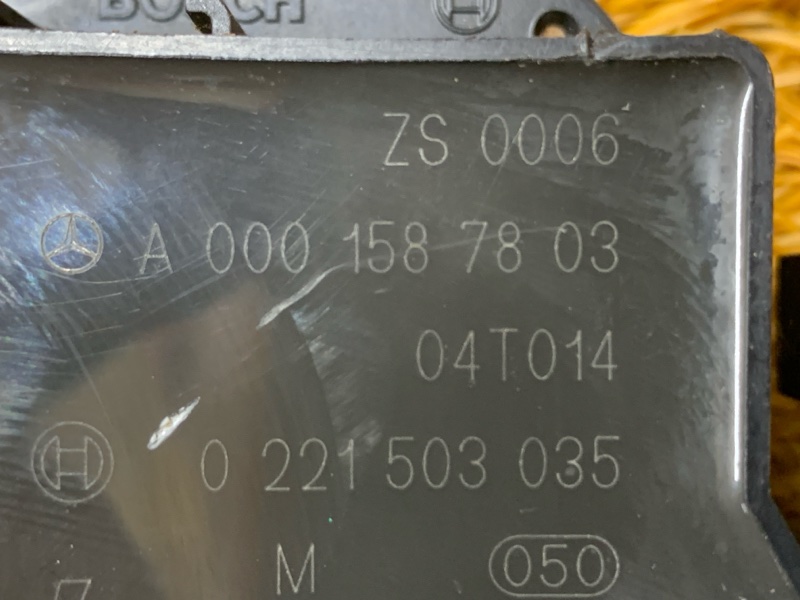 BOSCH
ZS 0006
A 000 158 78 03
04T014
0 221 503 035
M 050